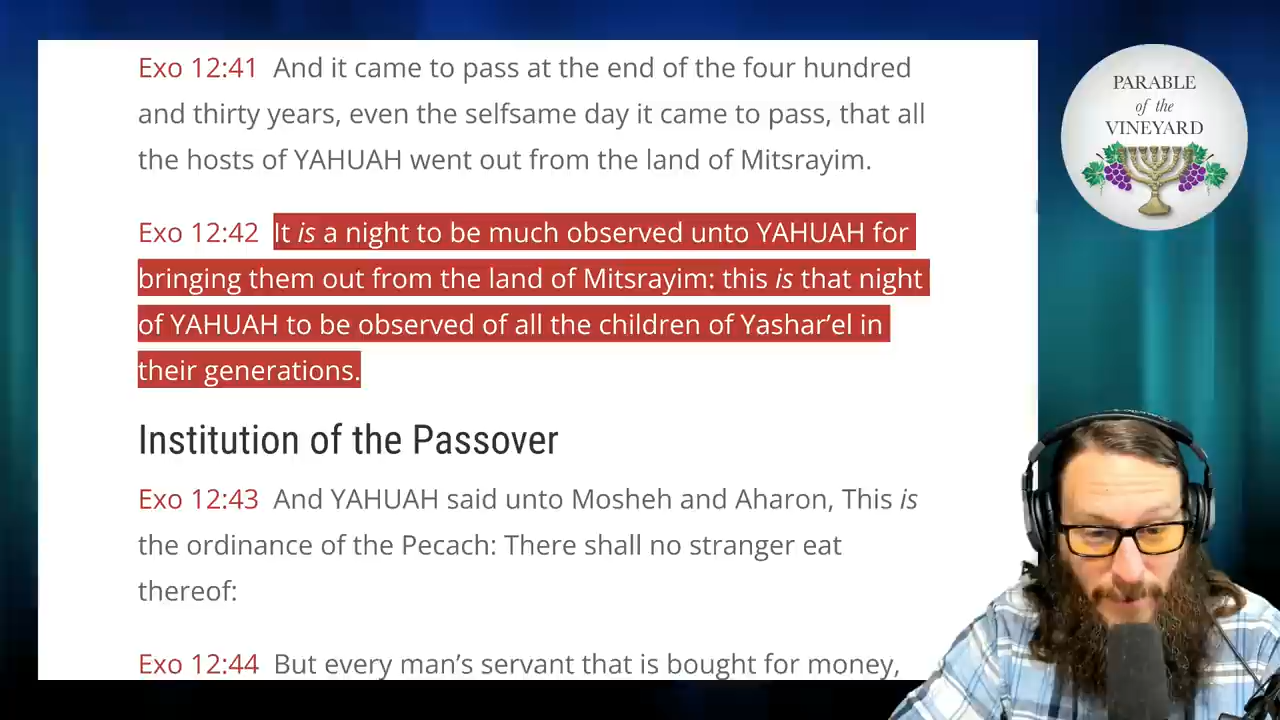 Exo 12:41 And it came to pass at the end of the four hundred
and thirty years, even the selfsame day it came to pass, that all
the hosts of YAHUAH went out from the land of Mitsrayim.
Exo 12:42 It is a night to be much observed unto YAHUAH for
bringing them out from the land of Mitsrayim: this is that night
of YAHUAH to be observed of all the children of Yashar’el in
their generations.
Institution of the Passover
Exo 12:43 And YAHUAH said unto Mosheh and Aharon, This is
the ordinance of the Pecach: There shall no stranger eat
thereof:
Exo 12:44 But every man’s servant that is bought for money,
PARABLE
of the
VINEYARD